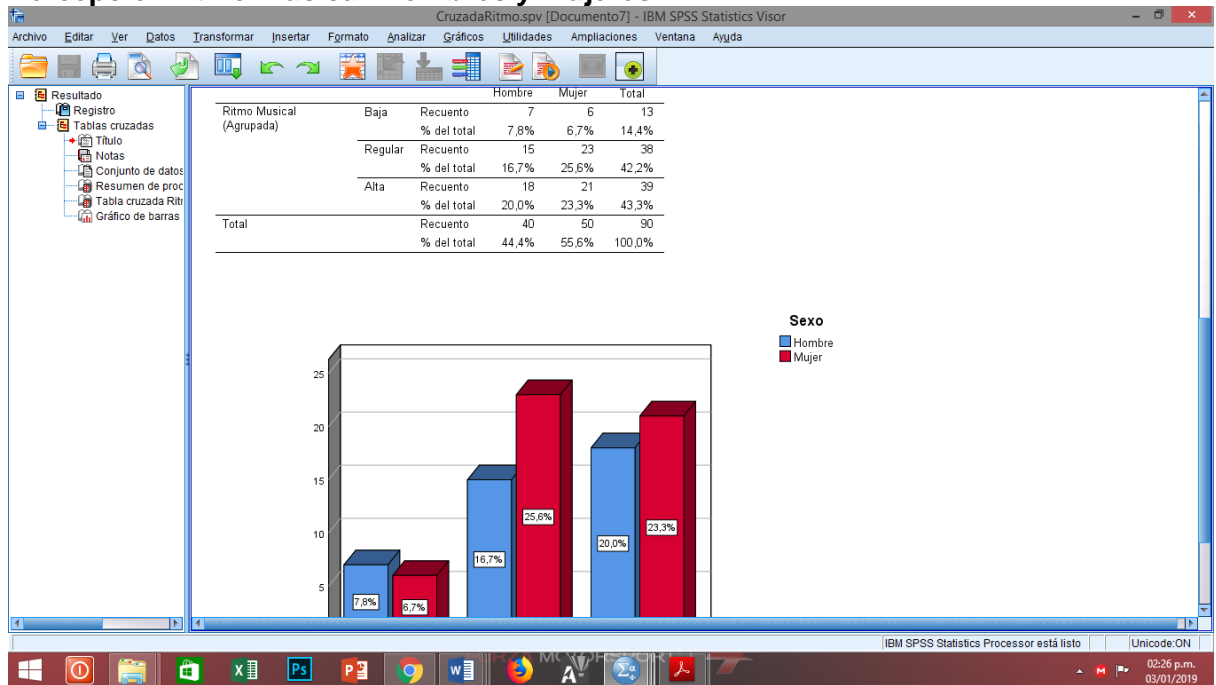 CruzadaRitmo.spv [Documento7] - IBM SPSS Statistics Visor
Archivo Editar Ver Datos Transformar Insertar Formato Analizar Gráficos Utilidades Ampliaciones Ventana Ayuda
Resultado
Registro
Tablas cruzadas
Título
Notas
Conjunto de datos
Resumen de proc
Tabla cruzada Rit
Gráfico de barras
Hombre Mujer Total
Ritmo Musical (Agrupada) Baja Recuento 7 6 13
% del total 7,8% 6,7% 14,4%
Regular Recuento 15 23 38
% del total 16,7% 25,6% 42,2%
Alta Recuento 18 21 39
% del total 20,0% 23,3% 43,3%
Total Recuento 40 50 90
% del total 44,4% 55,6% 100,0%
Sexo
Hombre
Mujer
25
20
15
10
5
25,6%
23,3%
20,0%
16,7%
7,8%
6,7%
IBM SPSS Statistics Processor está listo Unicode:ON
02:26 p.m.
03/01/2019